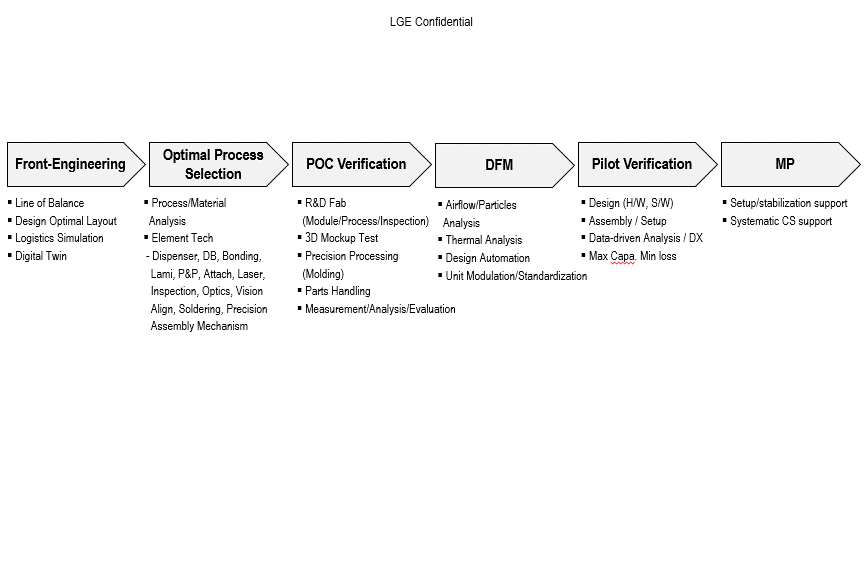 LGE Confidential
Front-Engineering
▪ Line of Balance
▪ Design Optimal Layout
▪ Logistics Simulation
▪ Digital Twin
Optimal Process
Selection
▪ Process/Material
Analysis
▪ Element Tech
- Dispenser, DB, Bonding,
Lami, P&P, Attach, Laser,
Inspection, Optics, Vision
Align, Soldering, Precision
Assembly Mechanism
POC Verification
▪ R&D Fab
(Module/Process/Inspection)
▪ 3D Mockup Test
▪ Precision Processing
(Molding)
▪ Parts Handling
▪ Measurement/Analysis/Evaluation
DFM
▪ Airflow/Particles
Analysis
▪ Thermal Analysis
▪ Design Automation
▪ Unit Modulation/Standardization
Pilot Verification
▪ Design (H/W, S/W)
▪ Assembly / Setup
▪ Data-driven Analysis / DX
▪ Max Capa. Min loss
MP
▪ Setup/stabilization support
▪ Systematic CS support